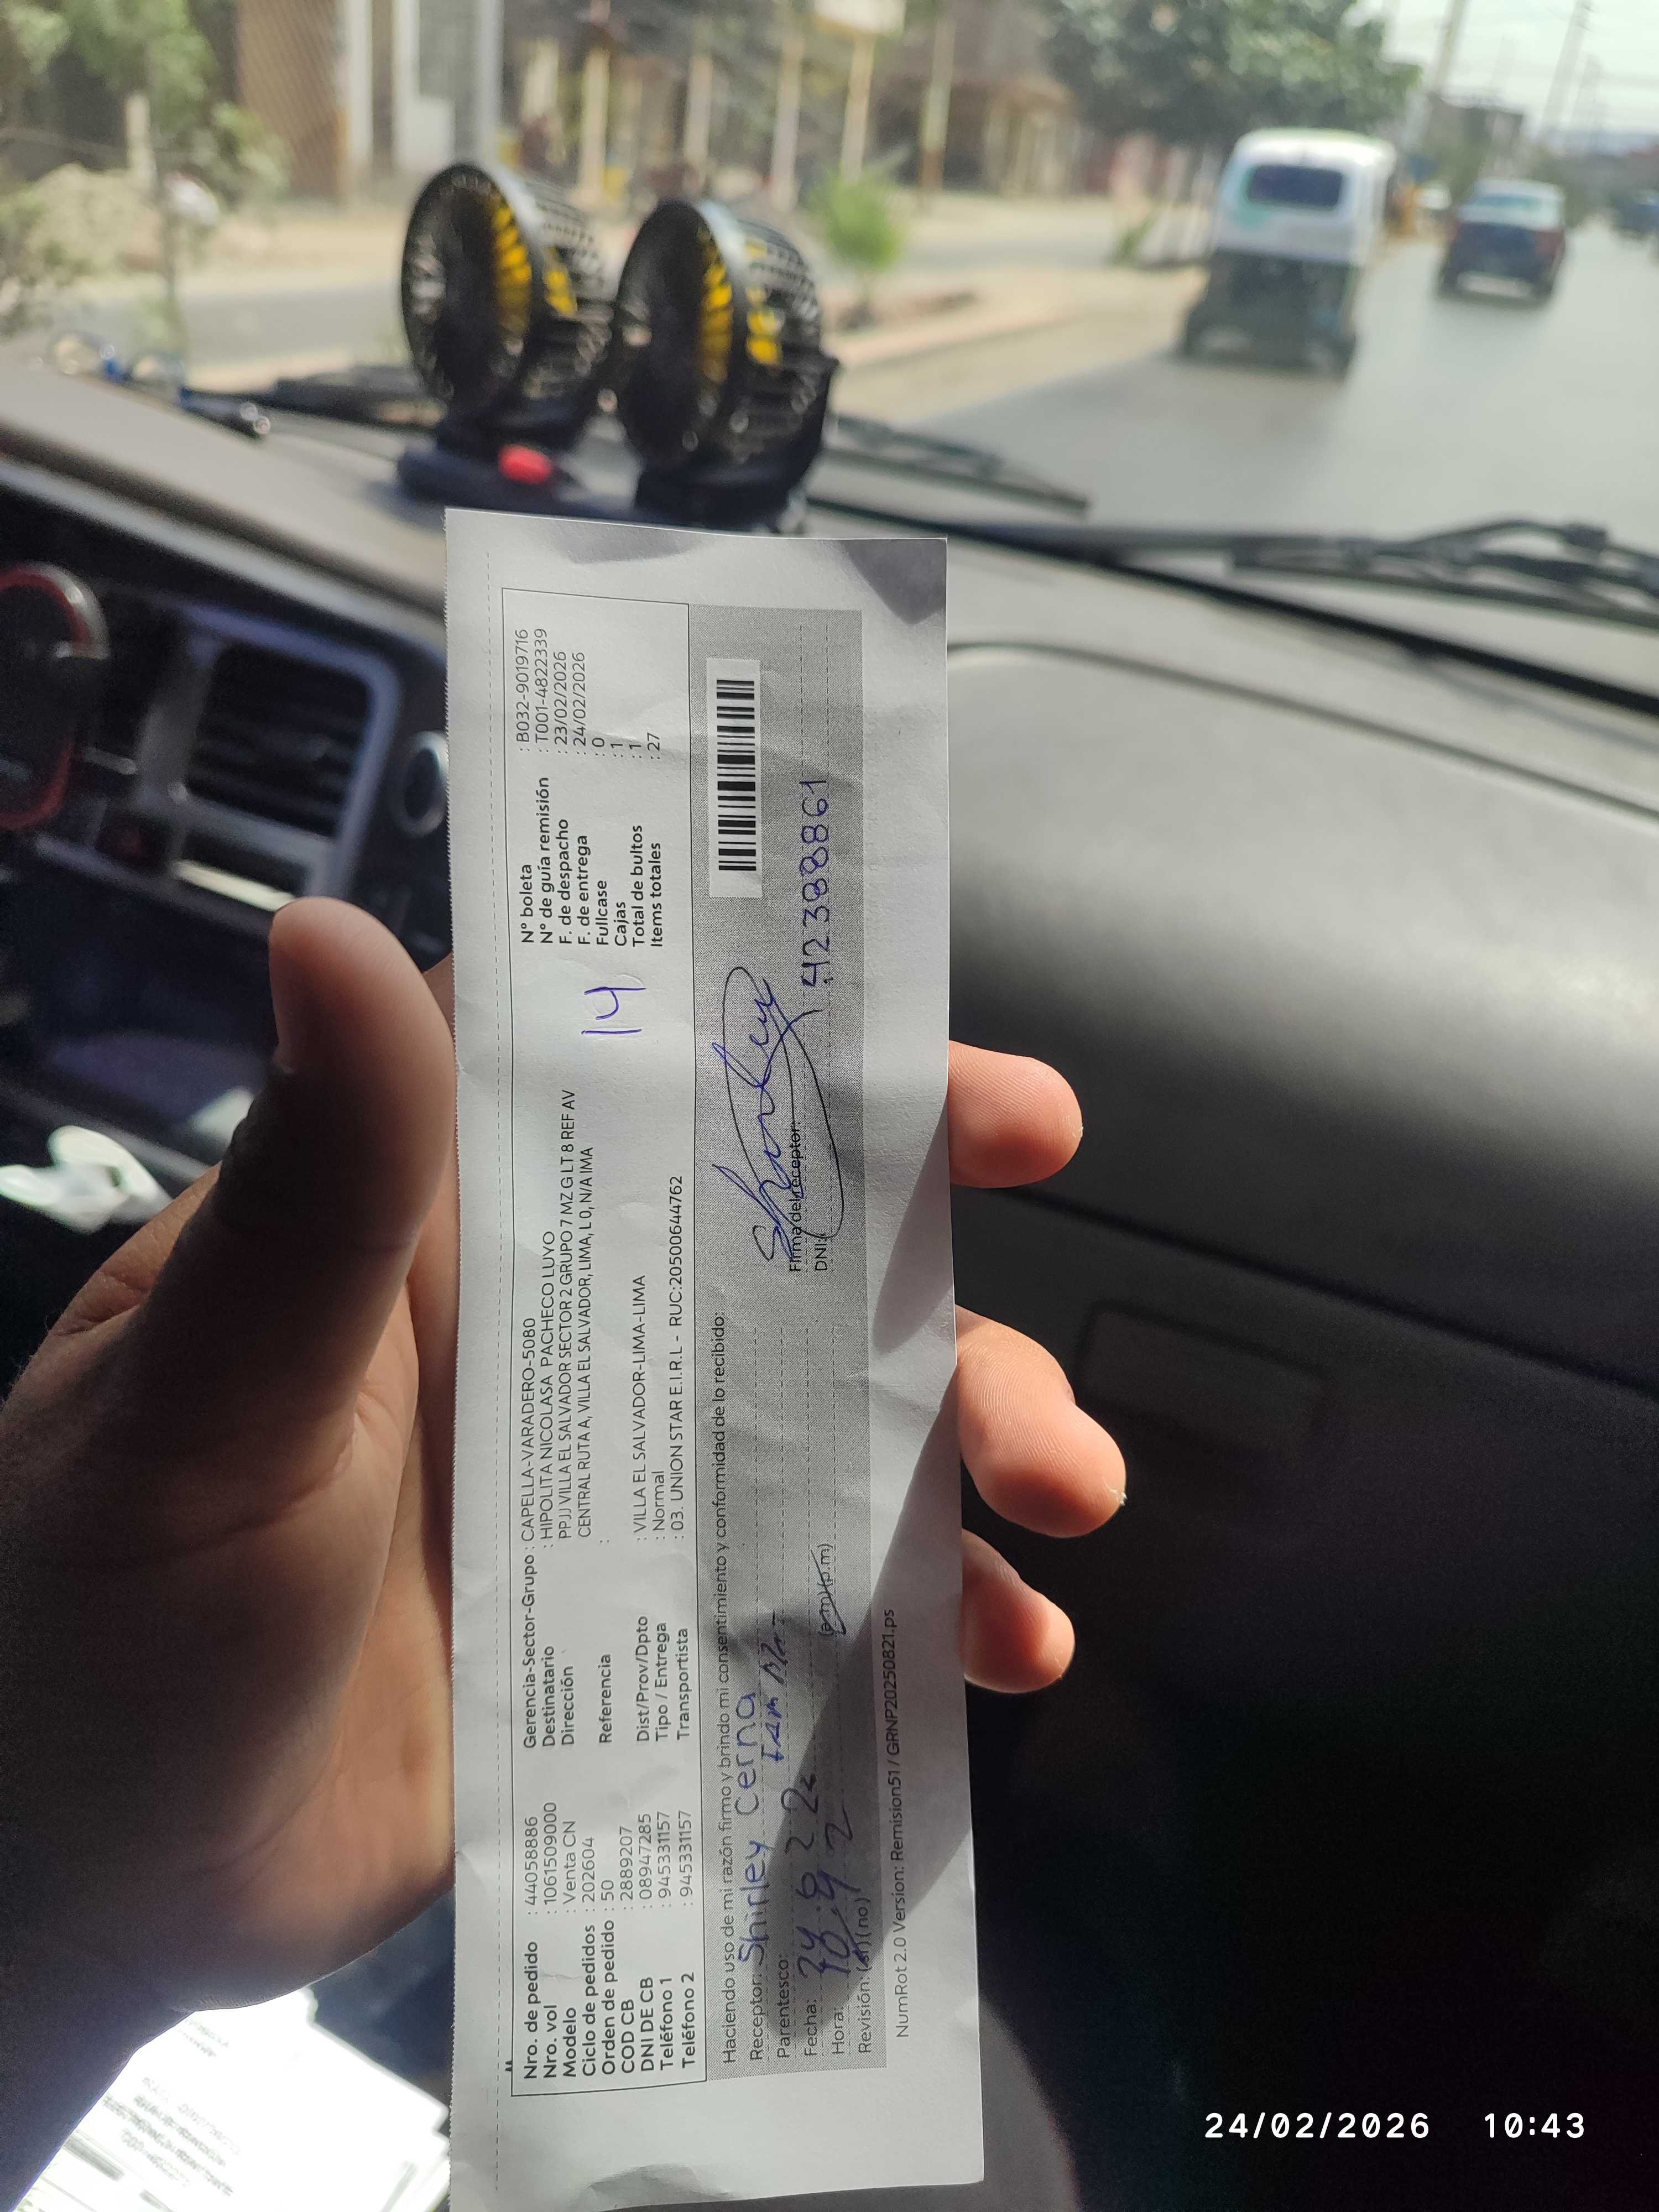 Nro. de pedido : 44058886
Nro. vol : 1061509000
Modelo : Venta CN
Ciclo de pedidos : 202604
Orden de pedido : 50
COD CB : 2889207
DNI DE CB : 08947285
Teléfono 1 : 945331157
Teléfono 2 : 945331157
Gerencia-Sector-Grupo : CAPELLA-VARADERO-5080
Destinatario : HIPOLITA NICOLASA PACHECO LUYO
Dirección PPJJ VILLA EL SALVADOR SECTOR 2 GRUPO 7 MZ G LT 8 REF AV
CENTRAL RUTA A, VILLA EL SALVADOR, LIMA, L 0, N/A IMA
Referencia :
Dist/Prov/Dpto : VILLA EL SALVADOR-LIMA-LIMA
Tipo / Entrega : Normal
Transportista : 03. UNION STAR E.I.R.L - RUC:20500644762
14
N° boleta : B032-9019716
N° de guía remisión : T001-4822339
F. de despacho : 23/02/2026
F. de entrega : 24/02/2026
Fullcase : 0
Cajas : 1
Total de bultos : 1
Items totales : 27
Haciendo uso de mi razón firmo y brindo mi consentimiento y conformidad de lo recibido:
Receptor: Shirley Cerna
Parentesco:
Fecha:
Hora: (am)(p.m)
Revisión: (si)(no)
Shirley
Firma del receptor:
DNI: 42388861
NumRot 2.0 Version: Remision51 / GRNP20250821.ps
24/02/2026 10:43